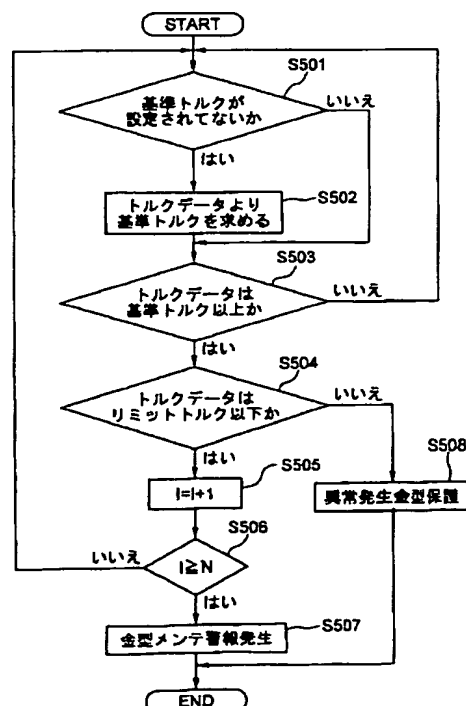 START
S501
基準トルクが
設定されてないか
いいえ
はい
S502
トルクデータより
基準トルクを求める
S503
トルクデータは
基準トルク以上か
いいえ
はい
S504
トルクデータは
リミットトルク以下か
いいえ
はい
S505
I=I+1
S508
異常発生金型保護
S506
I≧N
いいえ
はい
S507
金型メンテ警報発生
END